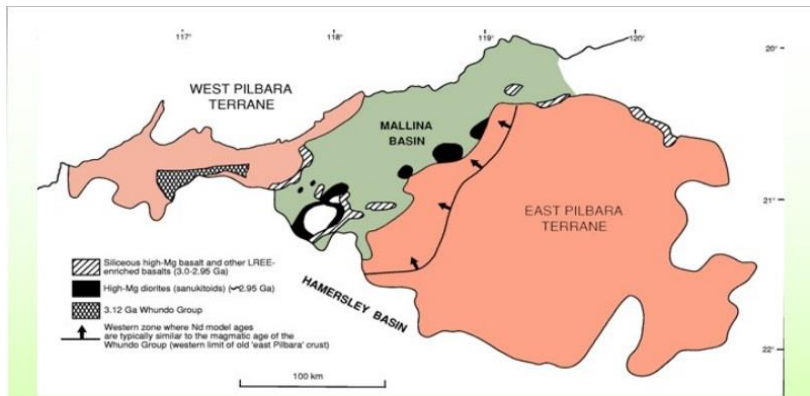 117°
118°
119°
120°
20°
WEST PILBARA
TERRANE
MALLINA
BASIN
EAST PILBARA
TERRANE
21°
HAMERSLEY BASIN
Siliceous high-Mg basalt and other LREE-
enriched basalts (3.0-2.95 Ga)
High-Mg diorites (sanukitoids) (~2.95 Ga)
3.12 Ga Whundo Group
Western zone where Nd model ages
are typically similar to the magmatic age of the
Whundo Group (western limit of old 'east Pilbara' crust)
22°
100 km